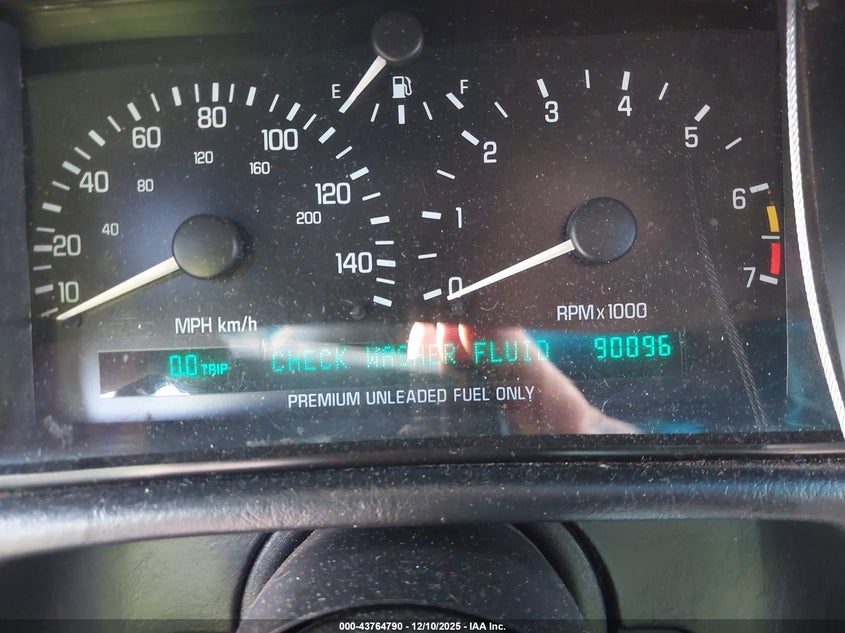 E F
10 20 40 60 80 100 120 140
40 80 120 160 200
MPH km/h
0 1 2 3 4 5 6 7
RPM x 1000
0.0 TRIP CHECK WASHER FLUID 90096
PREMIUM UNLEADED FUEL ONLY
000-43764790 - 12/10/2025 - IAA Inc.